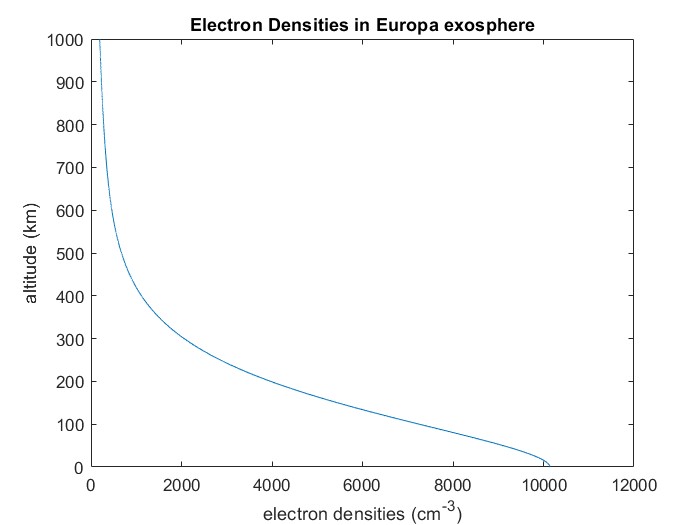 Electron Densities in Europa exosphere
1000
900
800
700
600
500
400
300
200
100
0
altitude (km)
0 2000 4000 6000 8000 10000 12000
electron densities (cm⁻³)